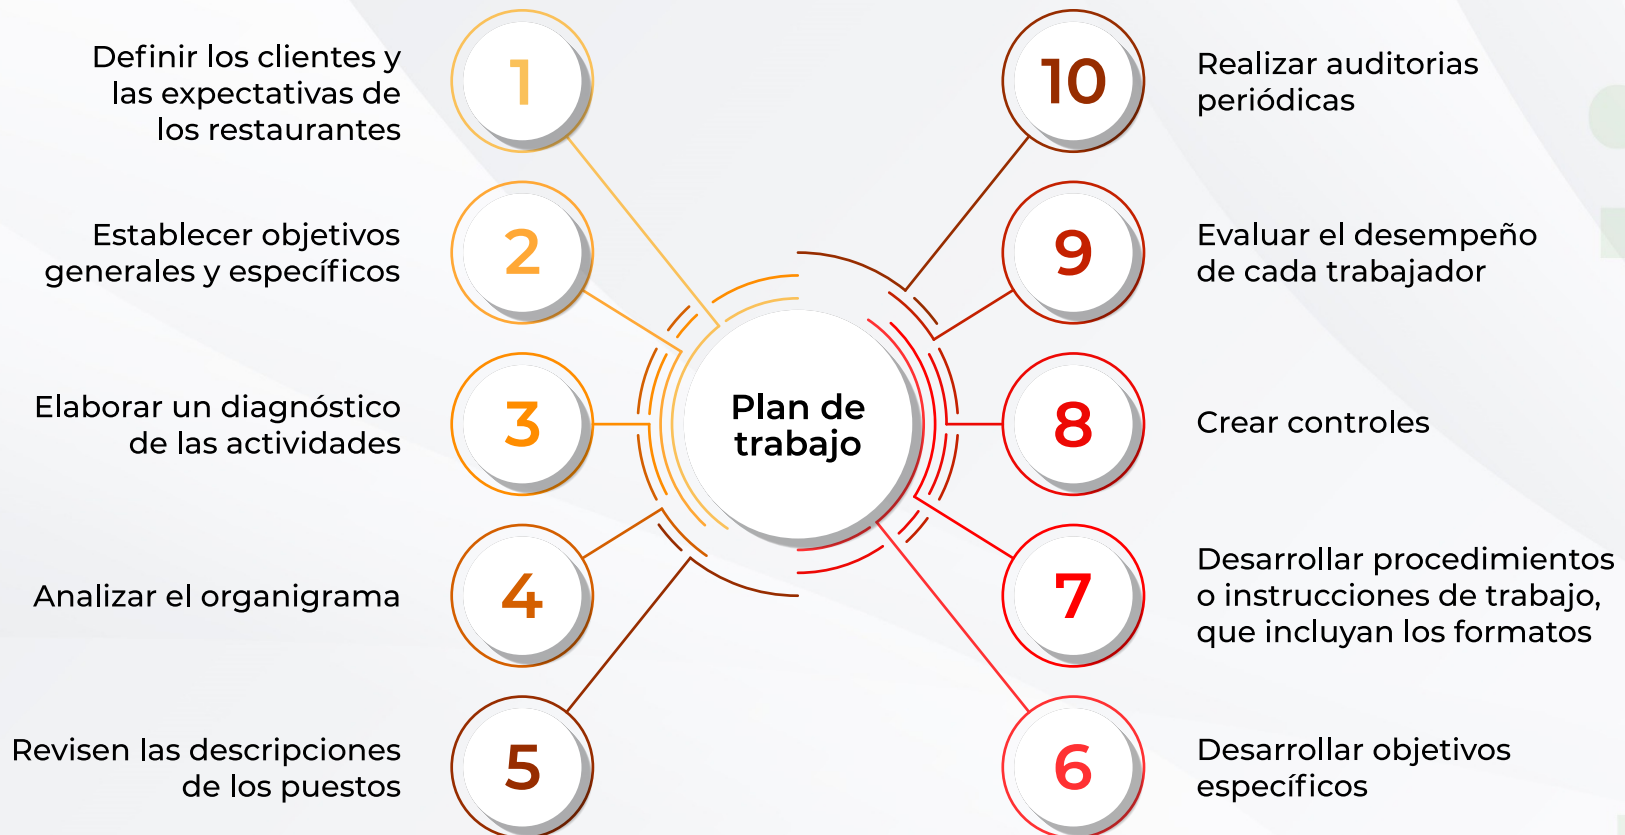 1
Definir los clientes y
las expectativas de
los restaurantes
2
Establecer objetivos
generales y específicos
3
Elaborar un diagnóstico
de las actividades
4
Analizar el organigrama
5
Revisen las descripciones
de los puestos
Plan de
trabajo
10
Realizar auditorias
periódicas
9
Evaluar el desempeño
de cada trabajador
8
Crear controles
7
Desarrollar procedimientos
o instrucciones de trabajo,
que incluyan los formatos
6
Desarrollar objetivos
específicos